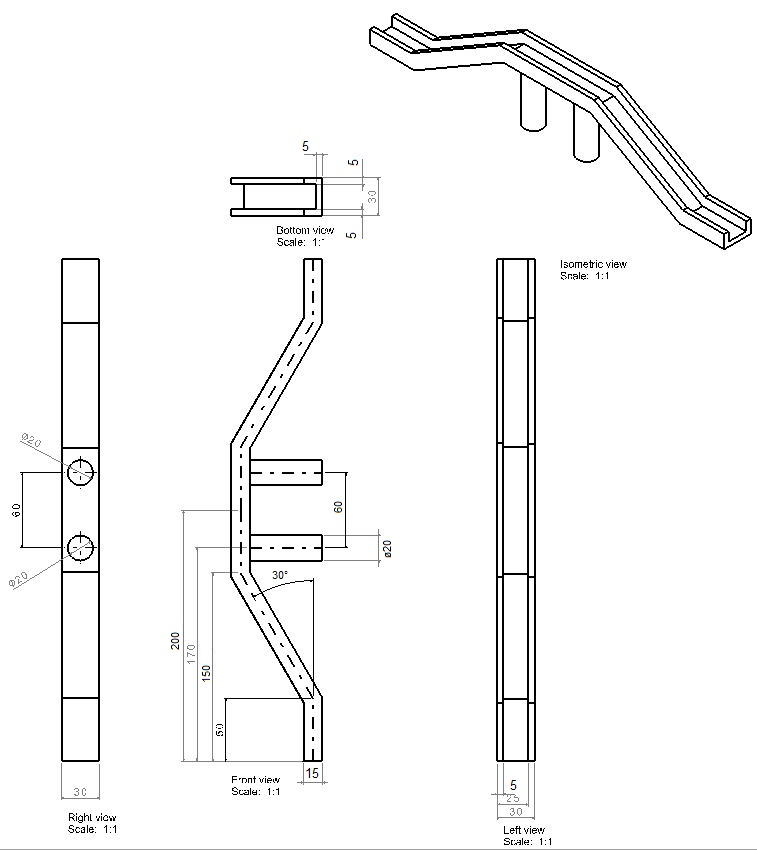 5
5
30
5
Bottom view
Scale: 1:1
Isometric view
Scale: 1:1
ø20
60
ø20
60
ø20
30°
200
170
150
50
15
30
5
25
30
Front view
Scale: 1:1
Right view
Scale: 1:1
Left view
Scale: 1:1